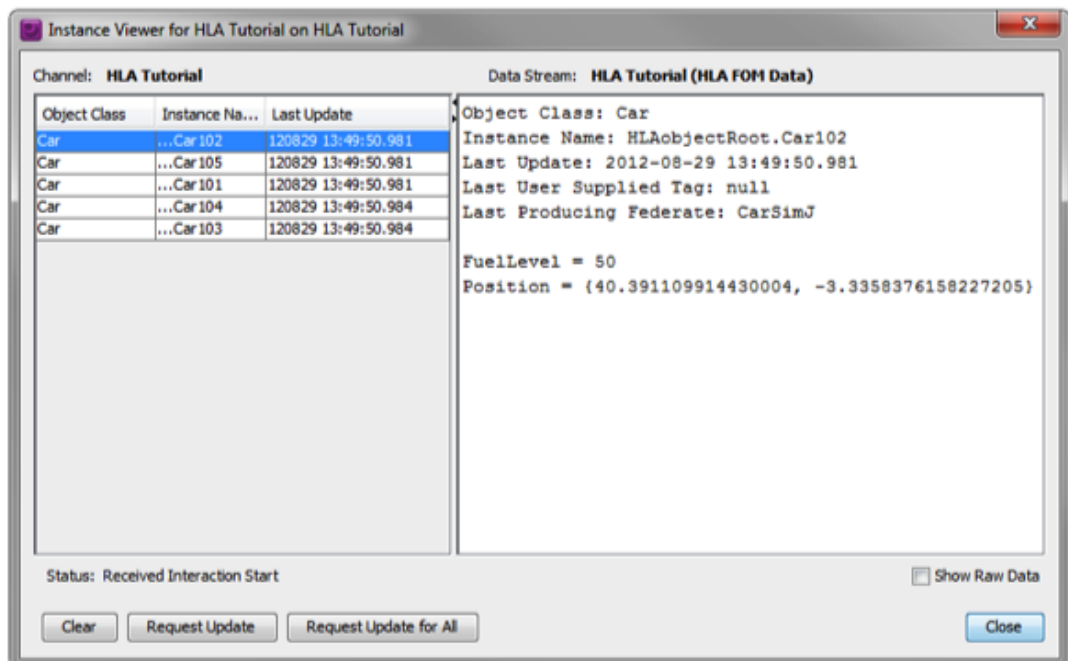 Instance Viewer for HLA Tutorial on HLA Tutorial
Channel: HLA Tutorial
Data Stream: HLA Tutorial (HLA FOM Data)
Object Class Instance Na... Last Update
Car ...Car102 120829 13:49:50.981
Car ...Car105 120829 13:49:50.981
Car ...Car101 120829 13:49:50.981
Car ...Car104 120829 13:49:50.984
Car ...Car103 120829 13:49:50.984
Object Class: Car
Instance Name: HLAobjectRoot.Car102
Last Update: 2012-08-29 13:49:50.981
Last User Supplied Tag: null
Last Producing Federate: CarSimJ
FuelLevel = 50
Position = {40.391109914430004, -3.3358376158227205}
Status: Received Interaction Start
Show Raw Data
Clear Request Update Request Update for All Close